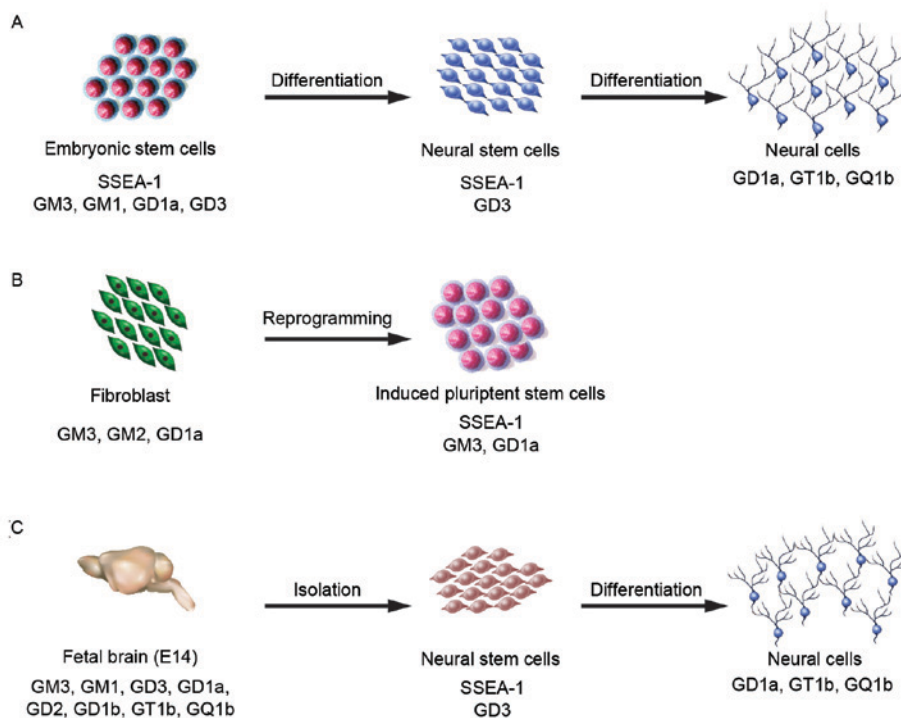 A
Differentiation
Differentiation
Embryonic stem cells
Neural stem cells
Neural cells
SSEA-1
SSEA-1
GD1a, GT1b, GQ1b
GM3, GM1, GD1a, GD3
GD3
B
Reprogramming
Fibroblast
Induced pluriptent stem cells
GM3, GM2, GD1a
SSEA-1
GM3, GD1a
C
Isolation
Differentiation
Fetal brain (E14)
Neural stem cells
Neural cells
GM3, GM1, GD3, GD1a,
SSEA-1
GD1a, GT1b, GQ1b
GD2, GD1b, GT1b, GQ1b
GD3